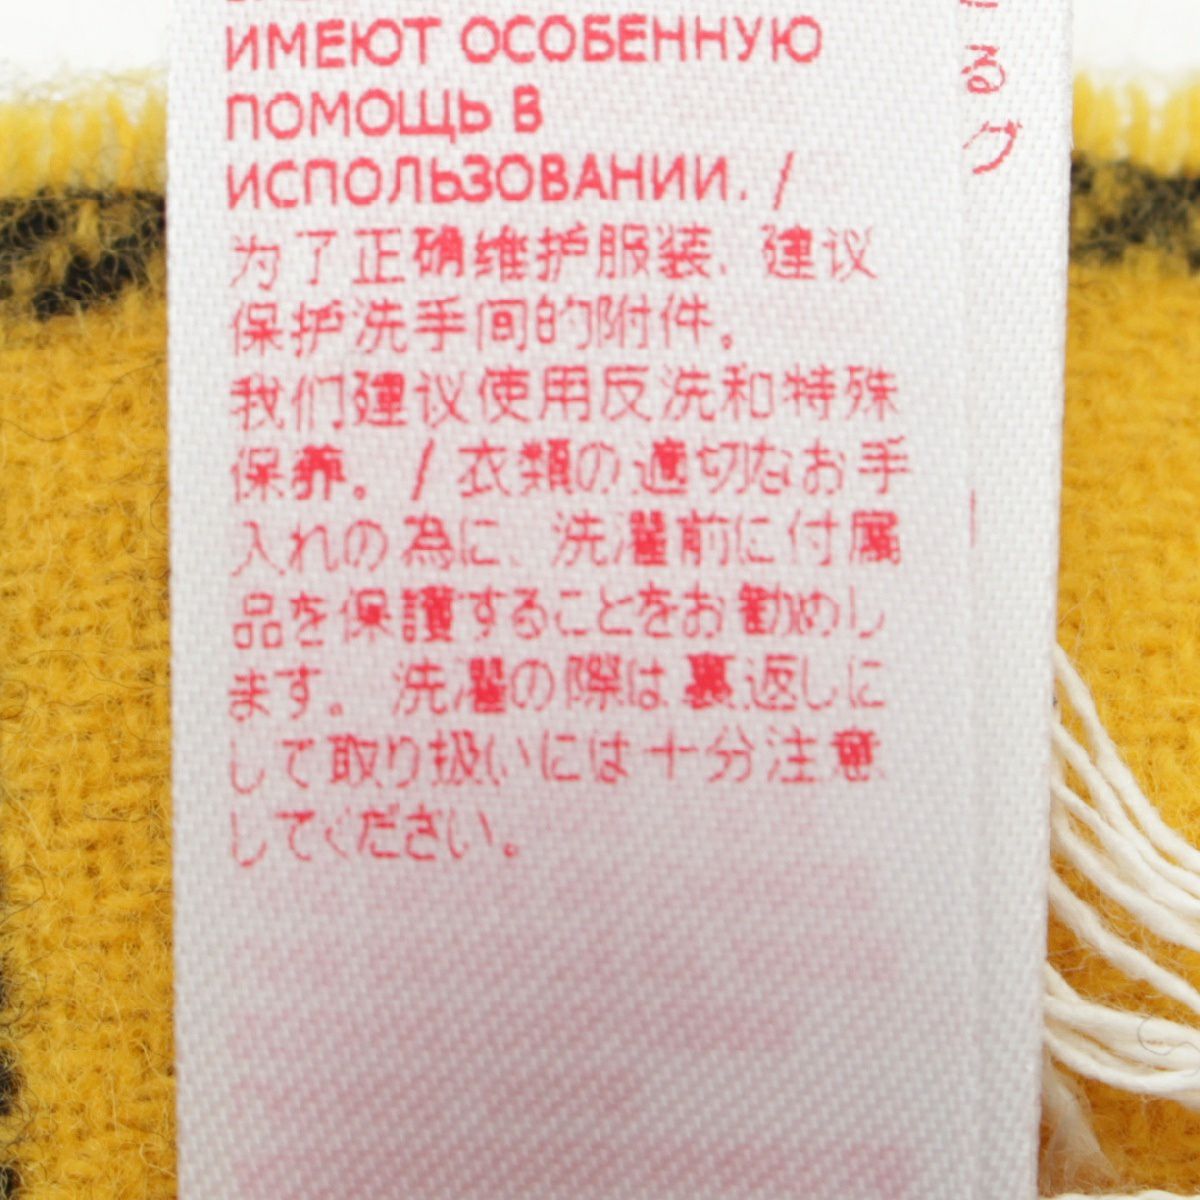 ИМЕЮТ ОСОБЕННУЮ
ПОМОЩЬ В
ИСПОЛЬЗОВАНИИ. /
为了正确维护服装, 建议
保护洗手间的附件。
我们建议使用反洗和特殊
保养。/ 衣類の適切なお手
入れの為に、洗濯前に付属
品を保護することをお勧めし
ます。洗濯の際は裏返しに
して取り扱いには十分注意
してください。
るグ